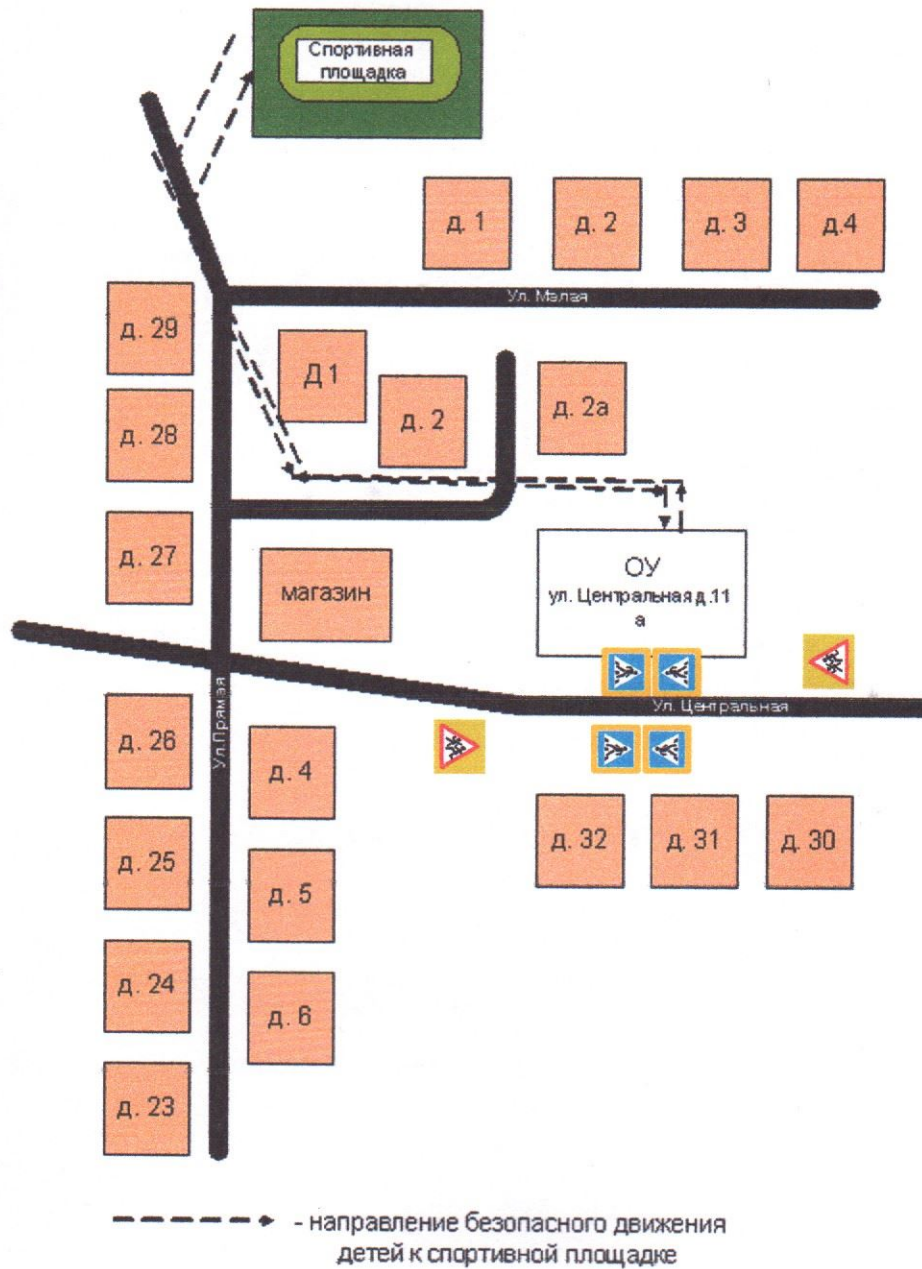 Спортивная
площадка
д. 1
д. 2
д. 3
д.4
Ул. Малая
д. 29
Д 1
д. 2
д. 2а
д. 28
д. 27
магазин
ОУ
ул. Центральная д.11
а
Ул. Центральная
Ул.Прямая
д. 26
д. 4
д. 32
д. 31
д. 30
д. 25
д. 5
д. 24
д. 6
д. 23
- направление безопасного движения
детей к спортивной площадке